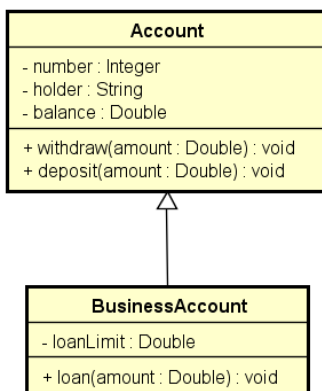 Account
- number : Integer
- holder : String
- balance : Double
+ withdraw(amount : Double) : void
+ deposit(amount : Double) : void
BusinessAccount
- loanLimit : Double
+ loan(amount : Double) : void